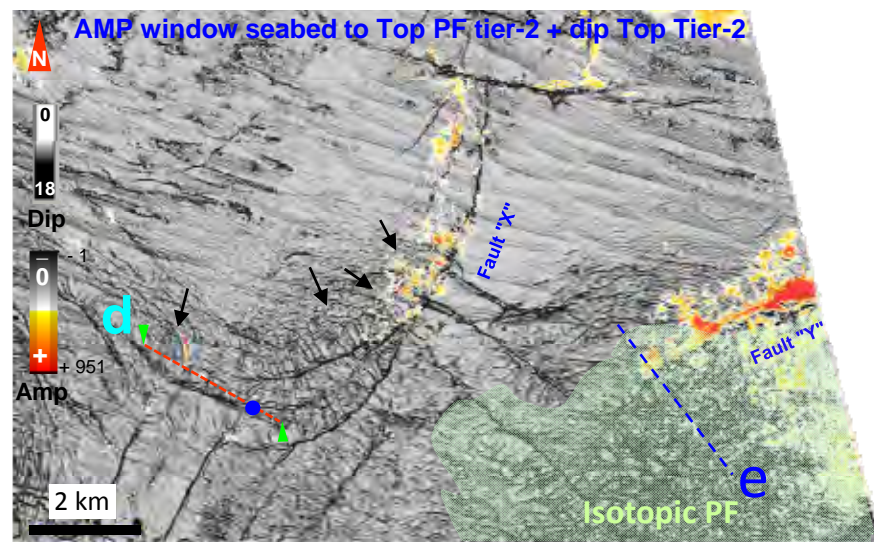 AMP window seabed to Top PF tier-2 + dip Top Tier-2
N
0
18
Dip
- 1
0
+
+ 951
Amp
d
Fault "X"
Fault "Y"
e
Isotopic PF
2 km